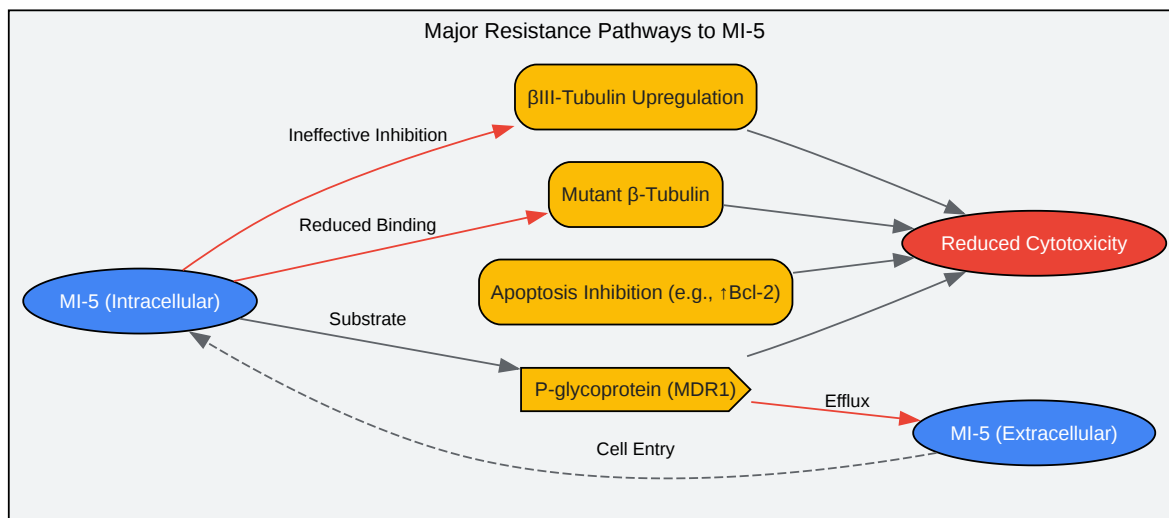 Major Resistance Pathways to MI-5
βIII-Tubulin Upregulation
Ineffective Inhibition
Mutant β-Tubulin
Reduced Binding
Reduced Cytotoxicity
Apoptosis Inhibition (e.g., ↑Bcl-2)
MI-5 (Intracellular)
Substrate
P-glycoprotein (MDR1)
Efflux
MI-5 (Extracellular)
Cell Entry